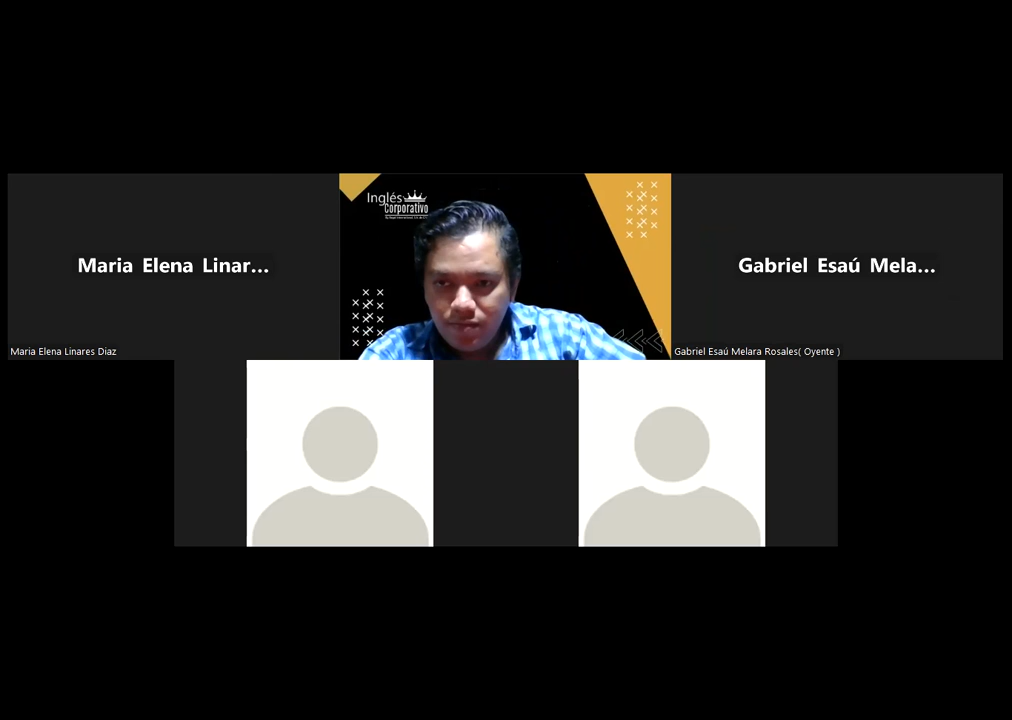 Maria Elena Linar...
Maria Elena Linares Diaz
Inglés
Corporativo
Gabriel Esaú Mela...
Gabriel Esaú Melara Rosales( Oyente )